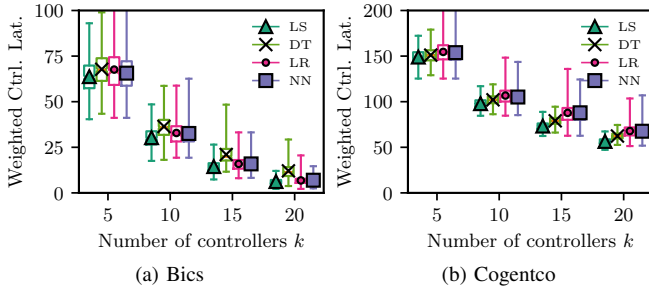 Weighted Ctrl. Lat.
100
75
50
25
0
LS
DT
LR
NN
5
10
15
20
Number of controllers k
(a) Bics
Weighted Ctrl. Lat.
200
150
100
50
0
LS
DT
LR
NN
5
10
15
20
Number of controllers k
(b) Cogentco